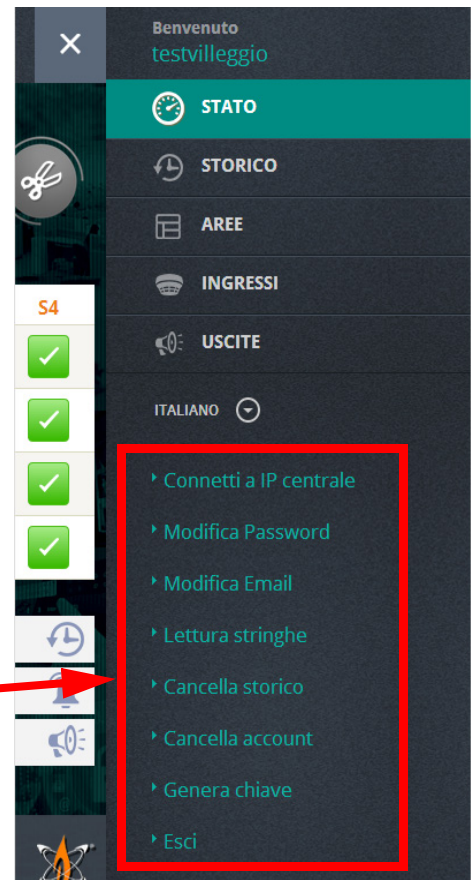 Benvenuto
testvilleggio
STATO
STORICO
AREE
INGRESSI
S4
USCITE
ITALIANO
Connetti a IP centrale
Modifica Password
Modifica Email
Lettura stringhe
Cancella storico
Cancella account
Genera chiave
Esci